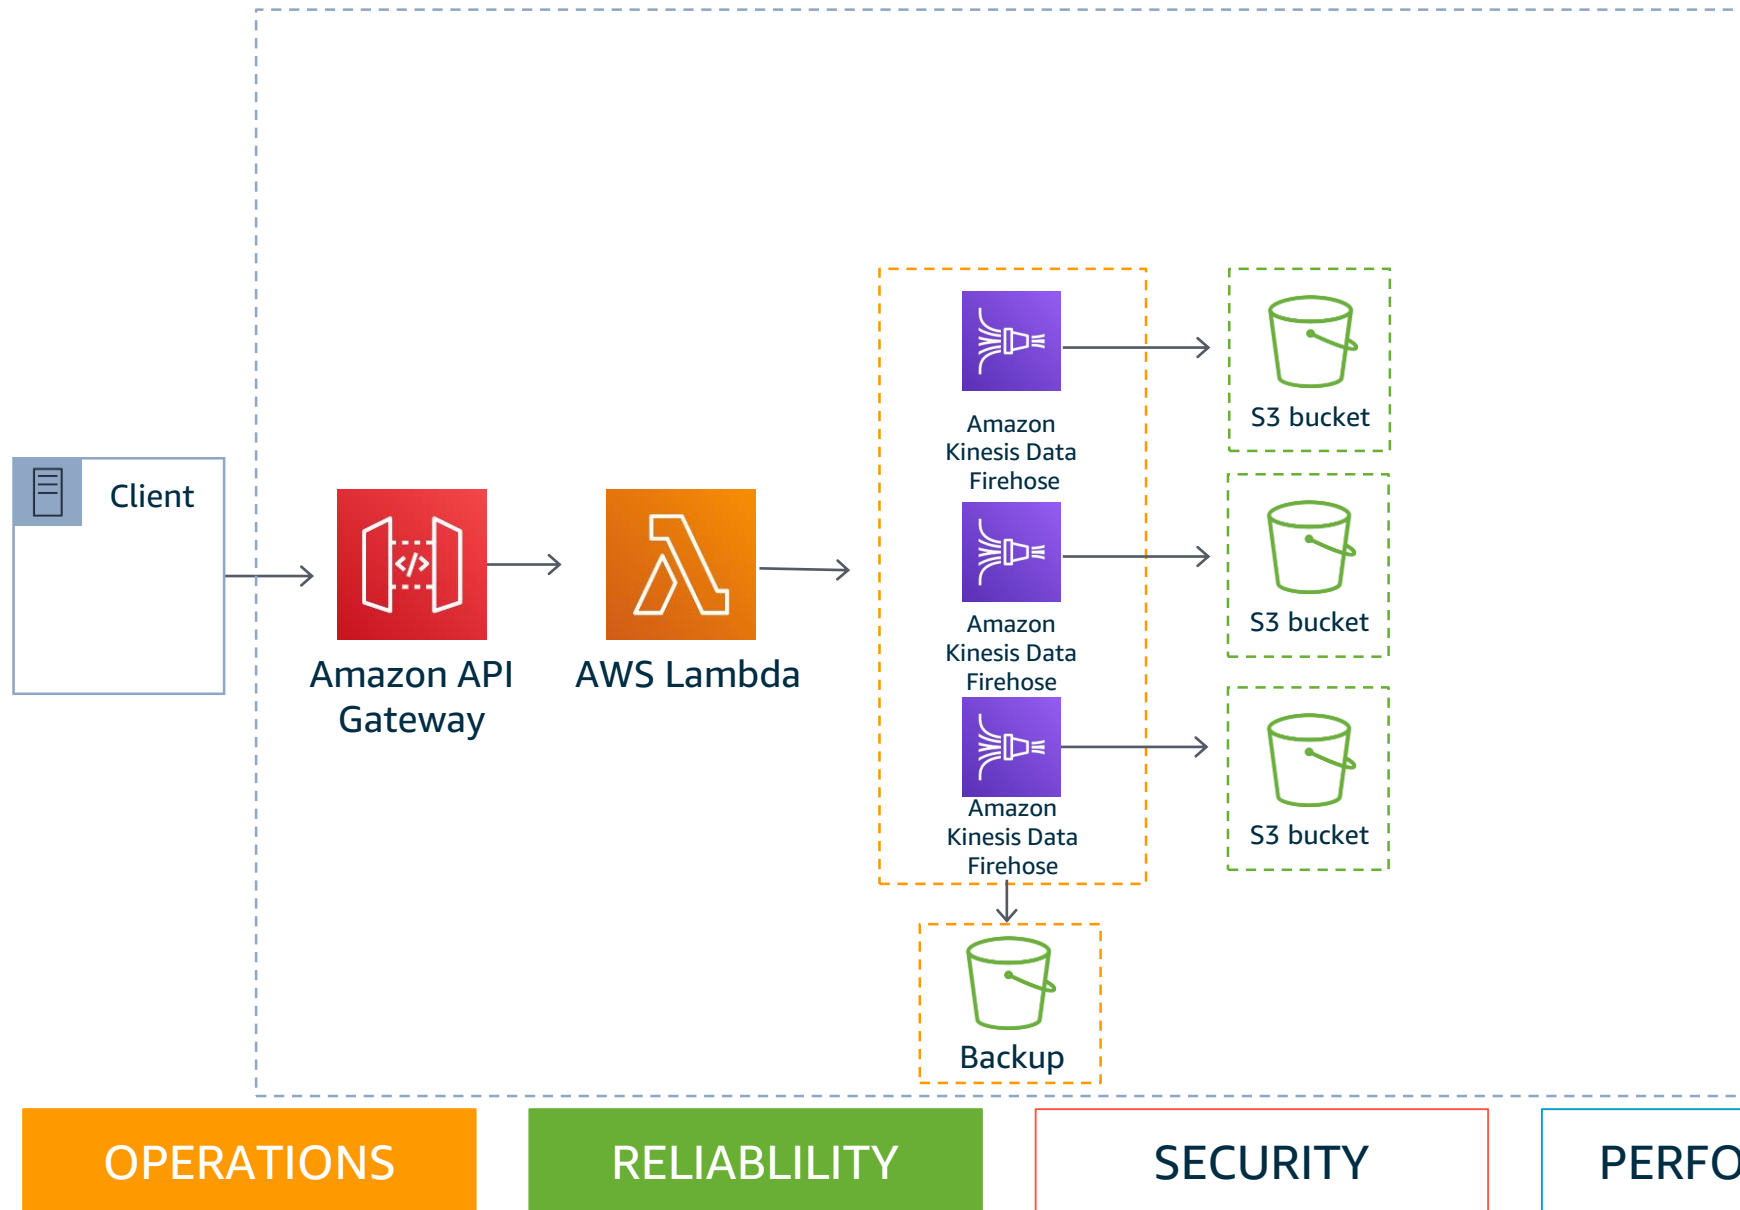 Client
Amazon API
Gateway
AWS Lambda
Amazon
Kinesis Data
Firehose
Amazon
Kinesis Data
Firehose
Amazon
Kinesis Data
Firehose
S3 bucket
S3 bucket
S3 bucket
Backup
OPERATIONS
RELIABLILITY
SECURITY
PERFO